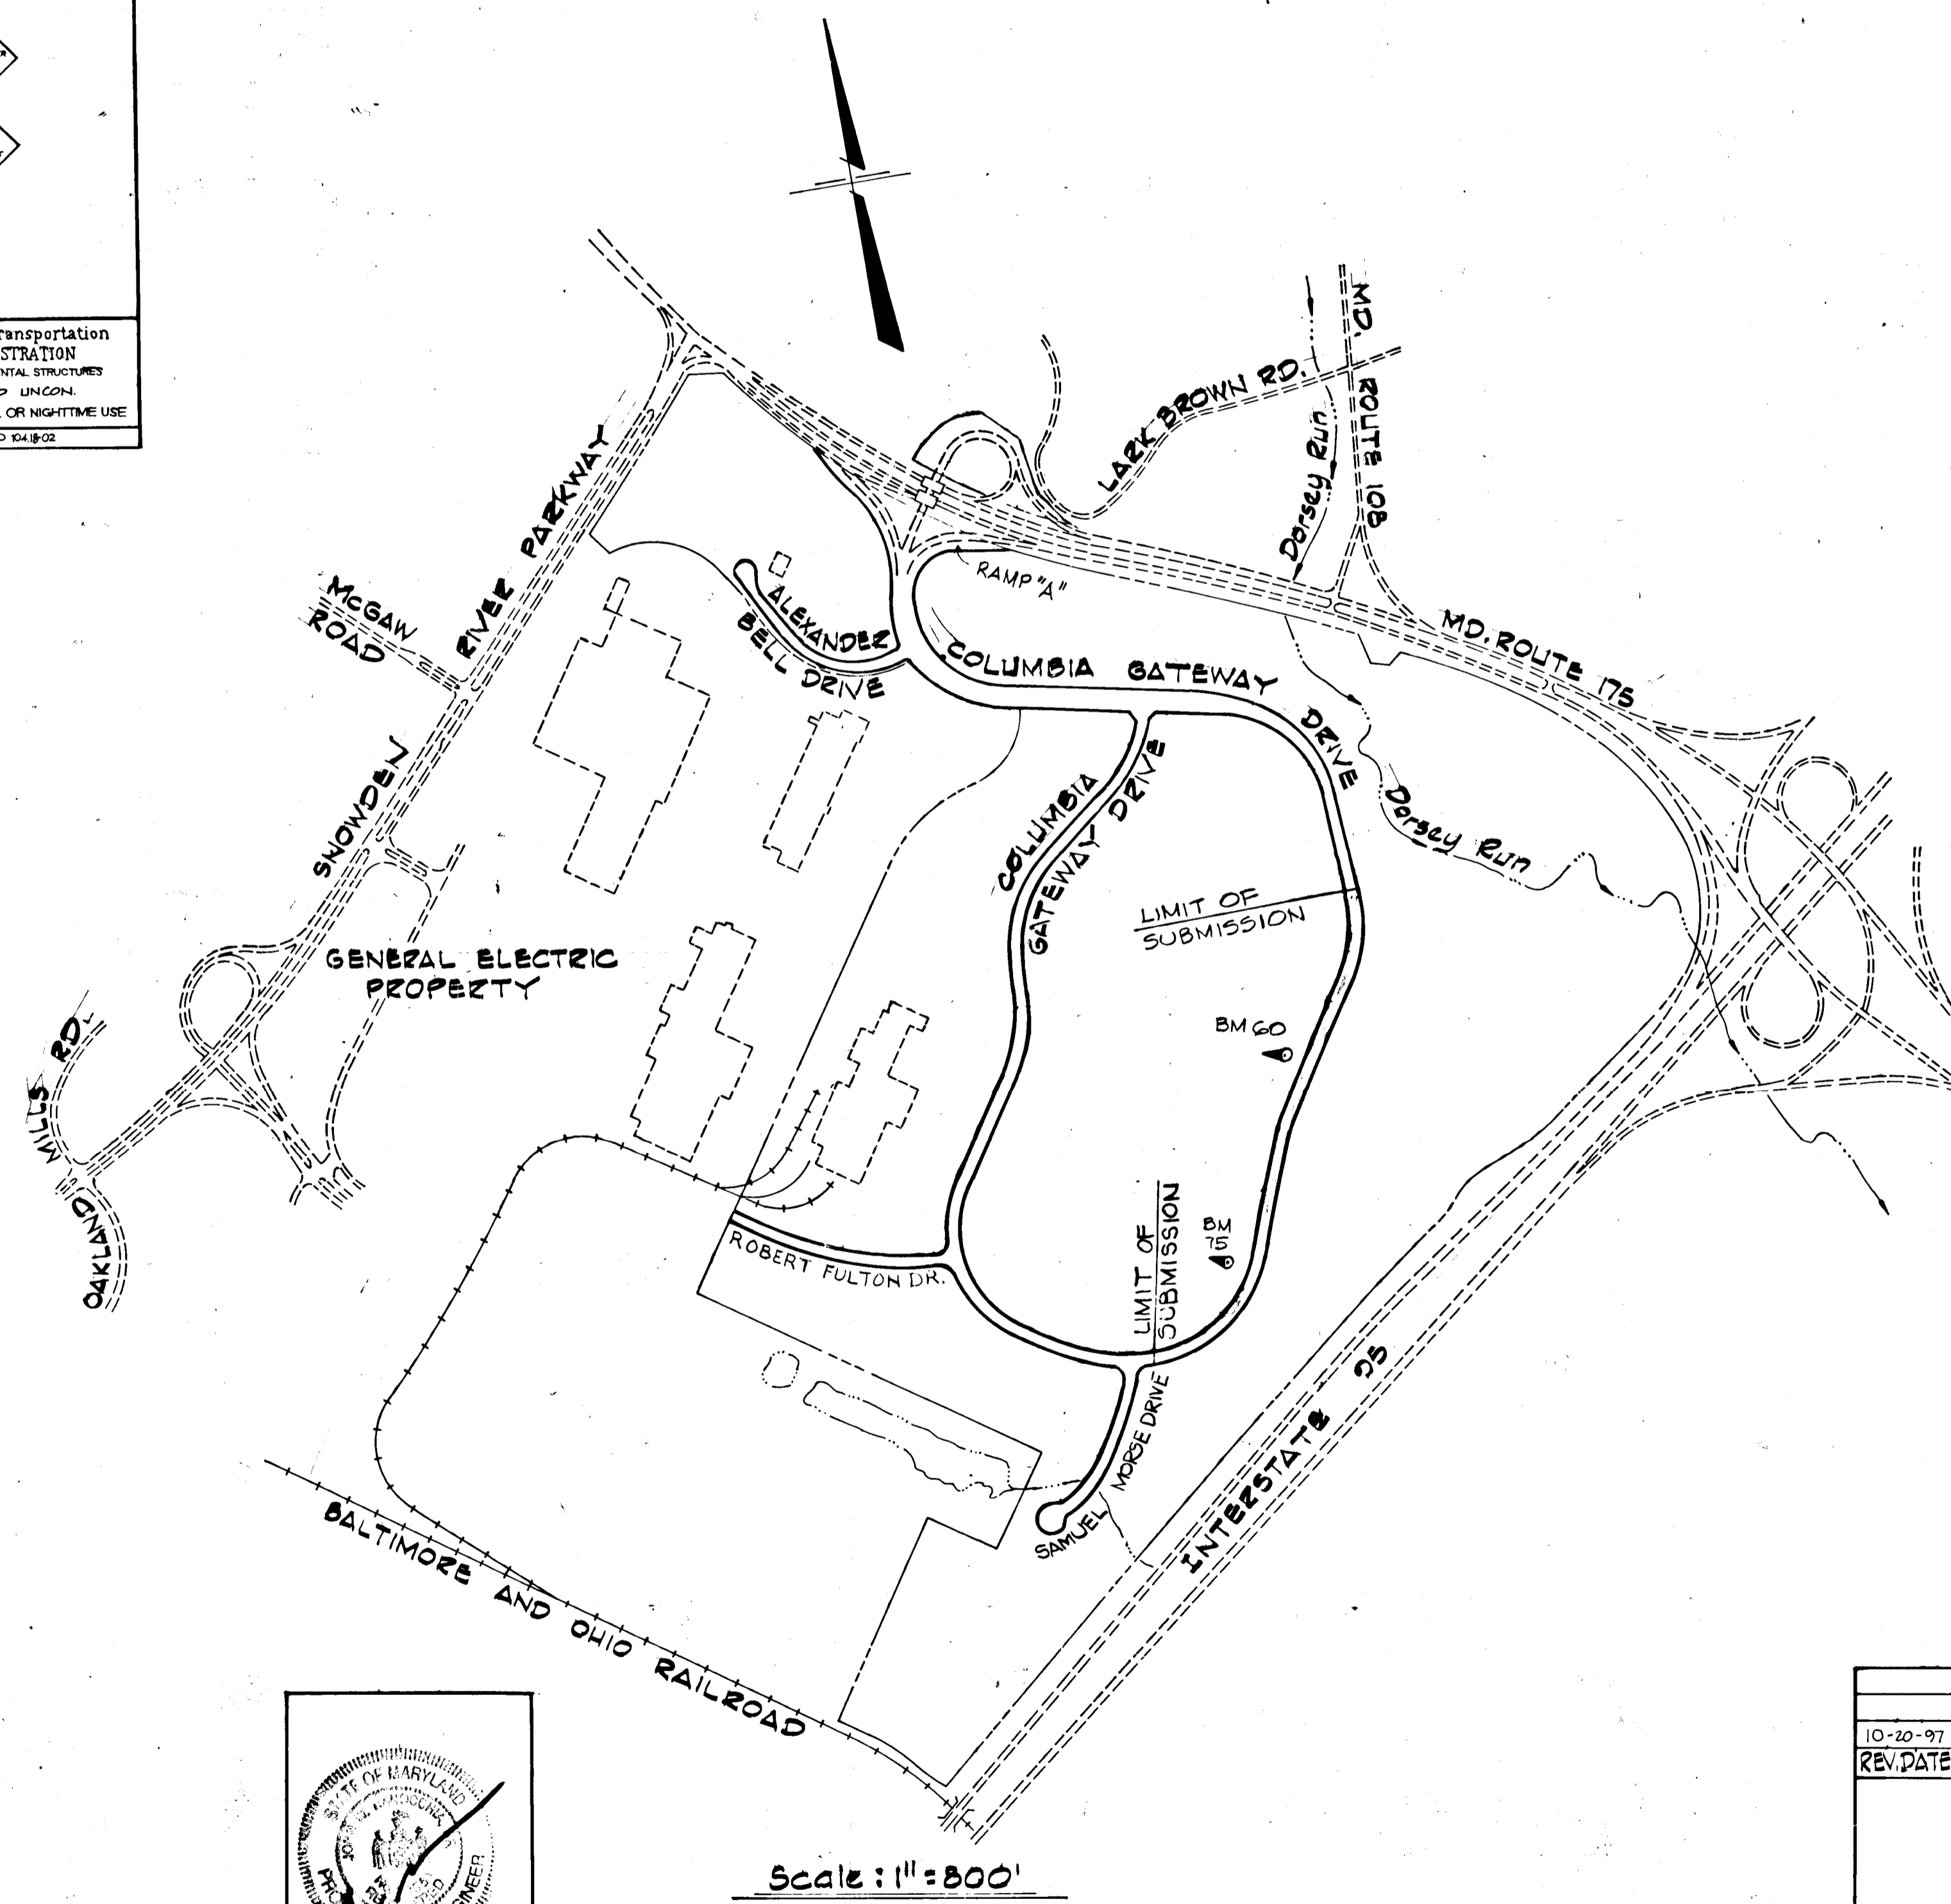 ransportation
STRATION
NTAL STRUCTURES
UNCON.
OR NIGHTTIME USE
104.18-02
MD. ROUTE 108
LARK BROWN RD.
Dorsey Run
SNOWDEN RIVER PARKWAY
McGAW
ROAD
RAMP "A"
ALEXANDER
BELL DRIVE
COLUMBIA GATEWAY DRIVE
MD. ROUTE 175
COLUMBIA
GATEWAY DRIVE
Dorsey Run
LIMIT OF
SUBMISSION
GENERAL ELECTRIC
PROPERTY
BM 60
OAKLAND MILLS RD.
LIMIT OF
SUBMISSION
BM
75
ROBERT FULTON DR.
SAMUEL MORSE DRIVE
INTERSTATE 95
BALTIMORE AND OHIO RAILROAD
STATE OF MARYLAND
10-20-97
REV. DATE
Scale: 1"=800'